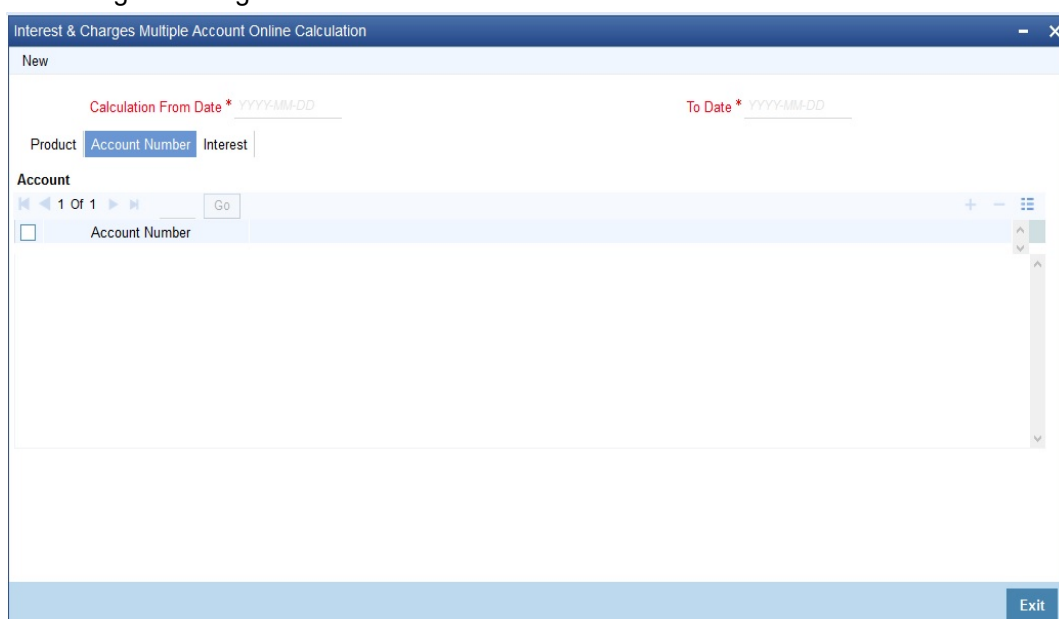 Interest & Charges Multiple Account Online Calculation
New
Calculation From Date * YYYY-MM-DD To Date * YYYY-MM-DD
Product Account Number Interest
Account
1 Of 1 Go
Account Number
Exit